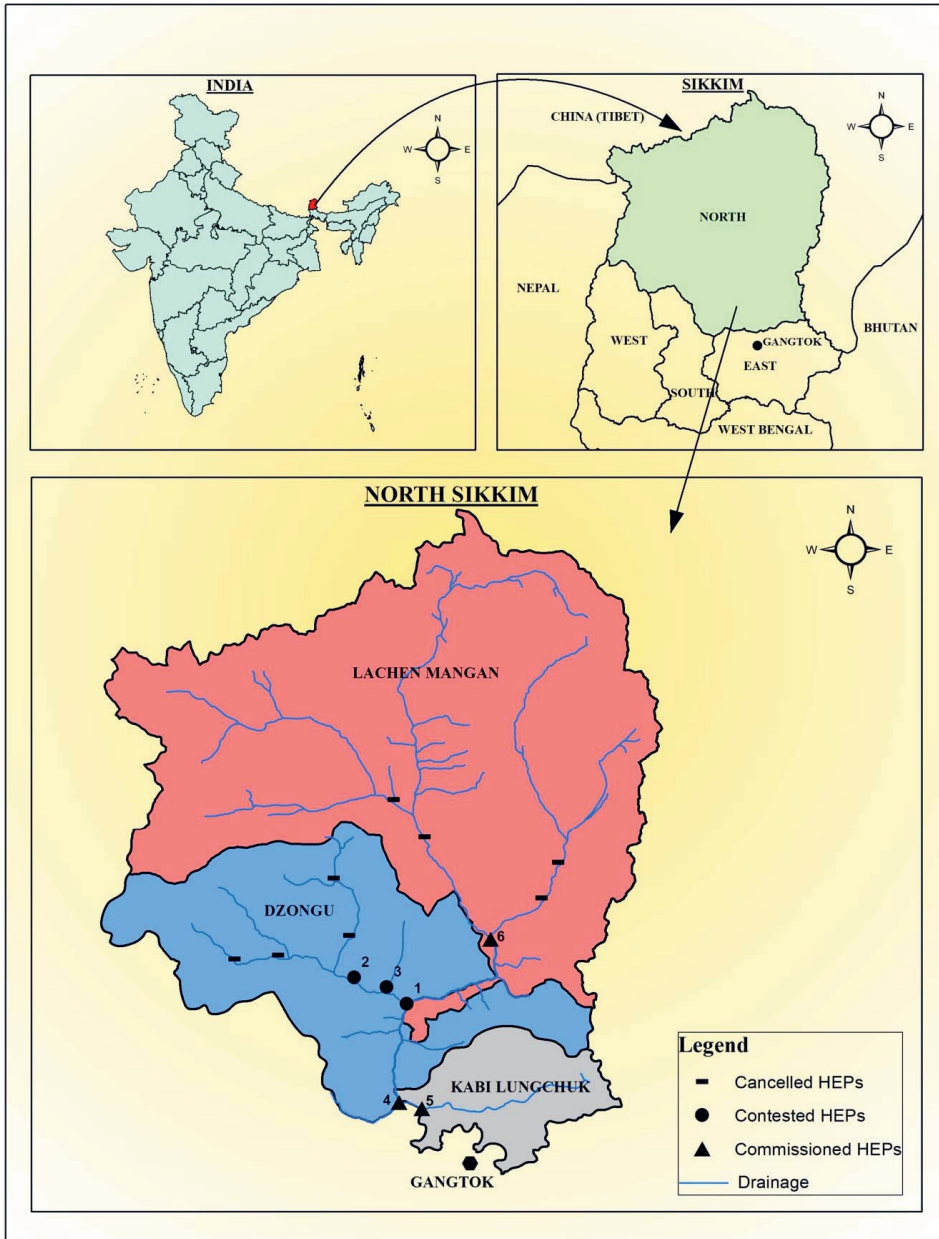 INDIA
N
W E
S
SIKKIM
CHINA (TIBET)
N
W E
S
NORTH
NEPAL
BHUTAN
WEST
GANGTOK
EAST
SOUTH
WEST BENGAL
NORTH SIKKIM
N
W E
S
LACHEN MANGAN
DZONGU
6
2
3
1
4
5
KABI LUNGCHUK
GANGTOK
Legend
Cancelled HEPs
Contested HEPs
Commissioned HEPs
Drainage